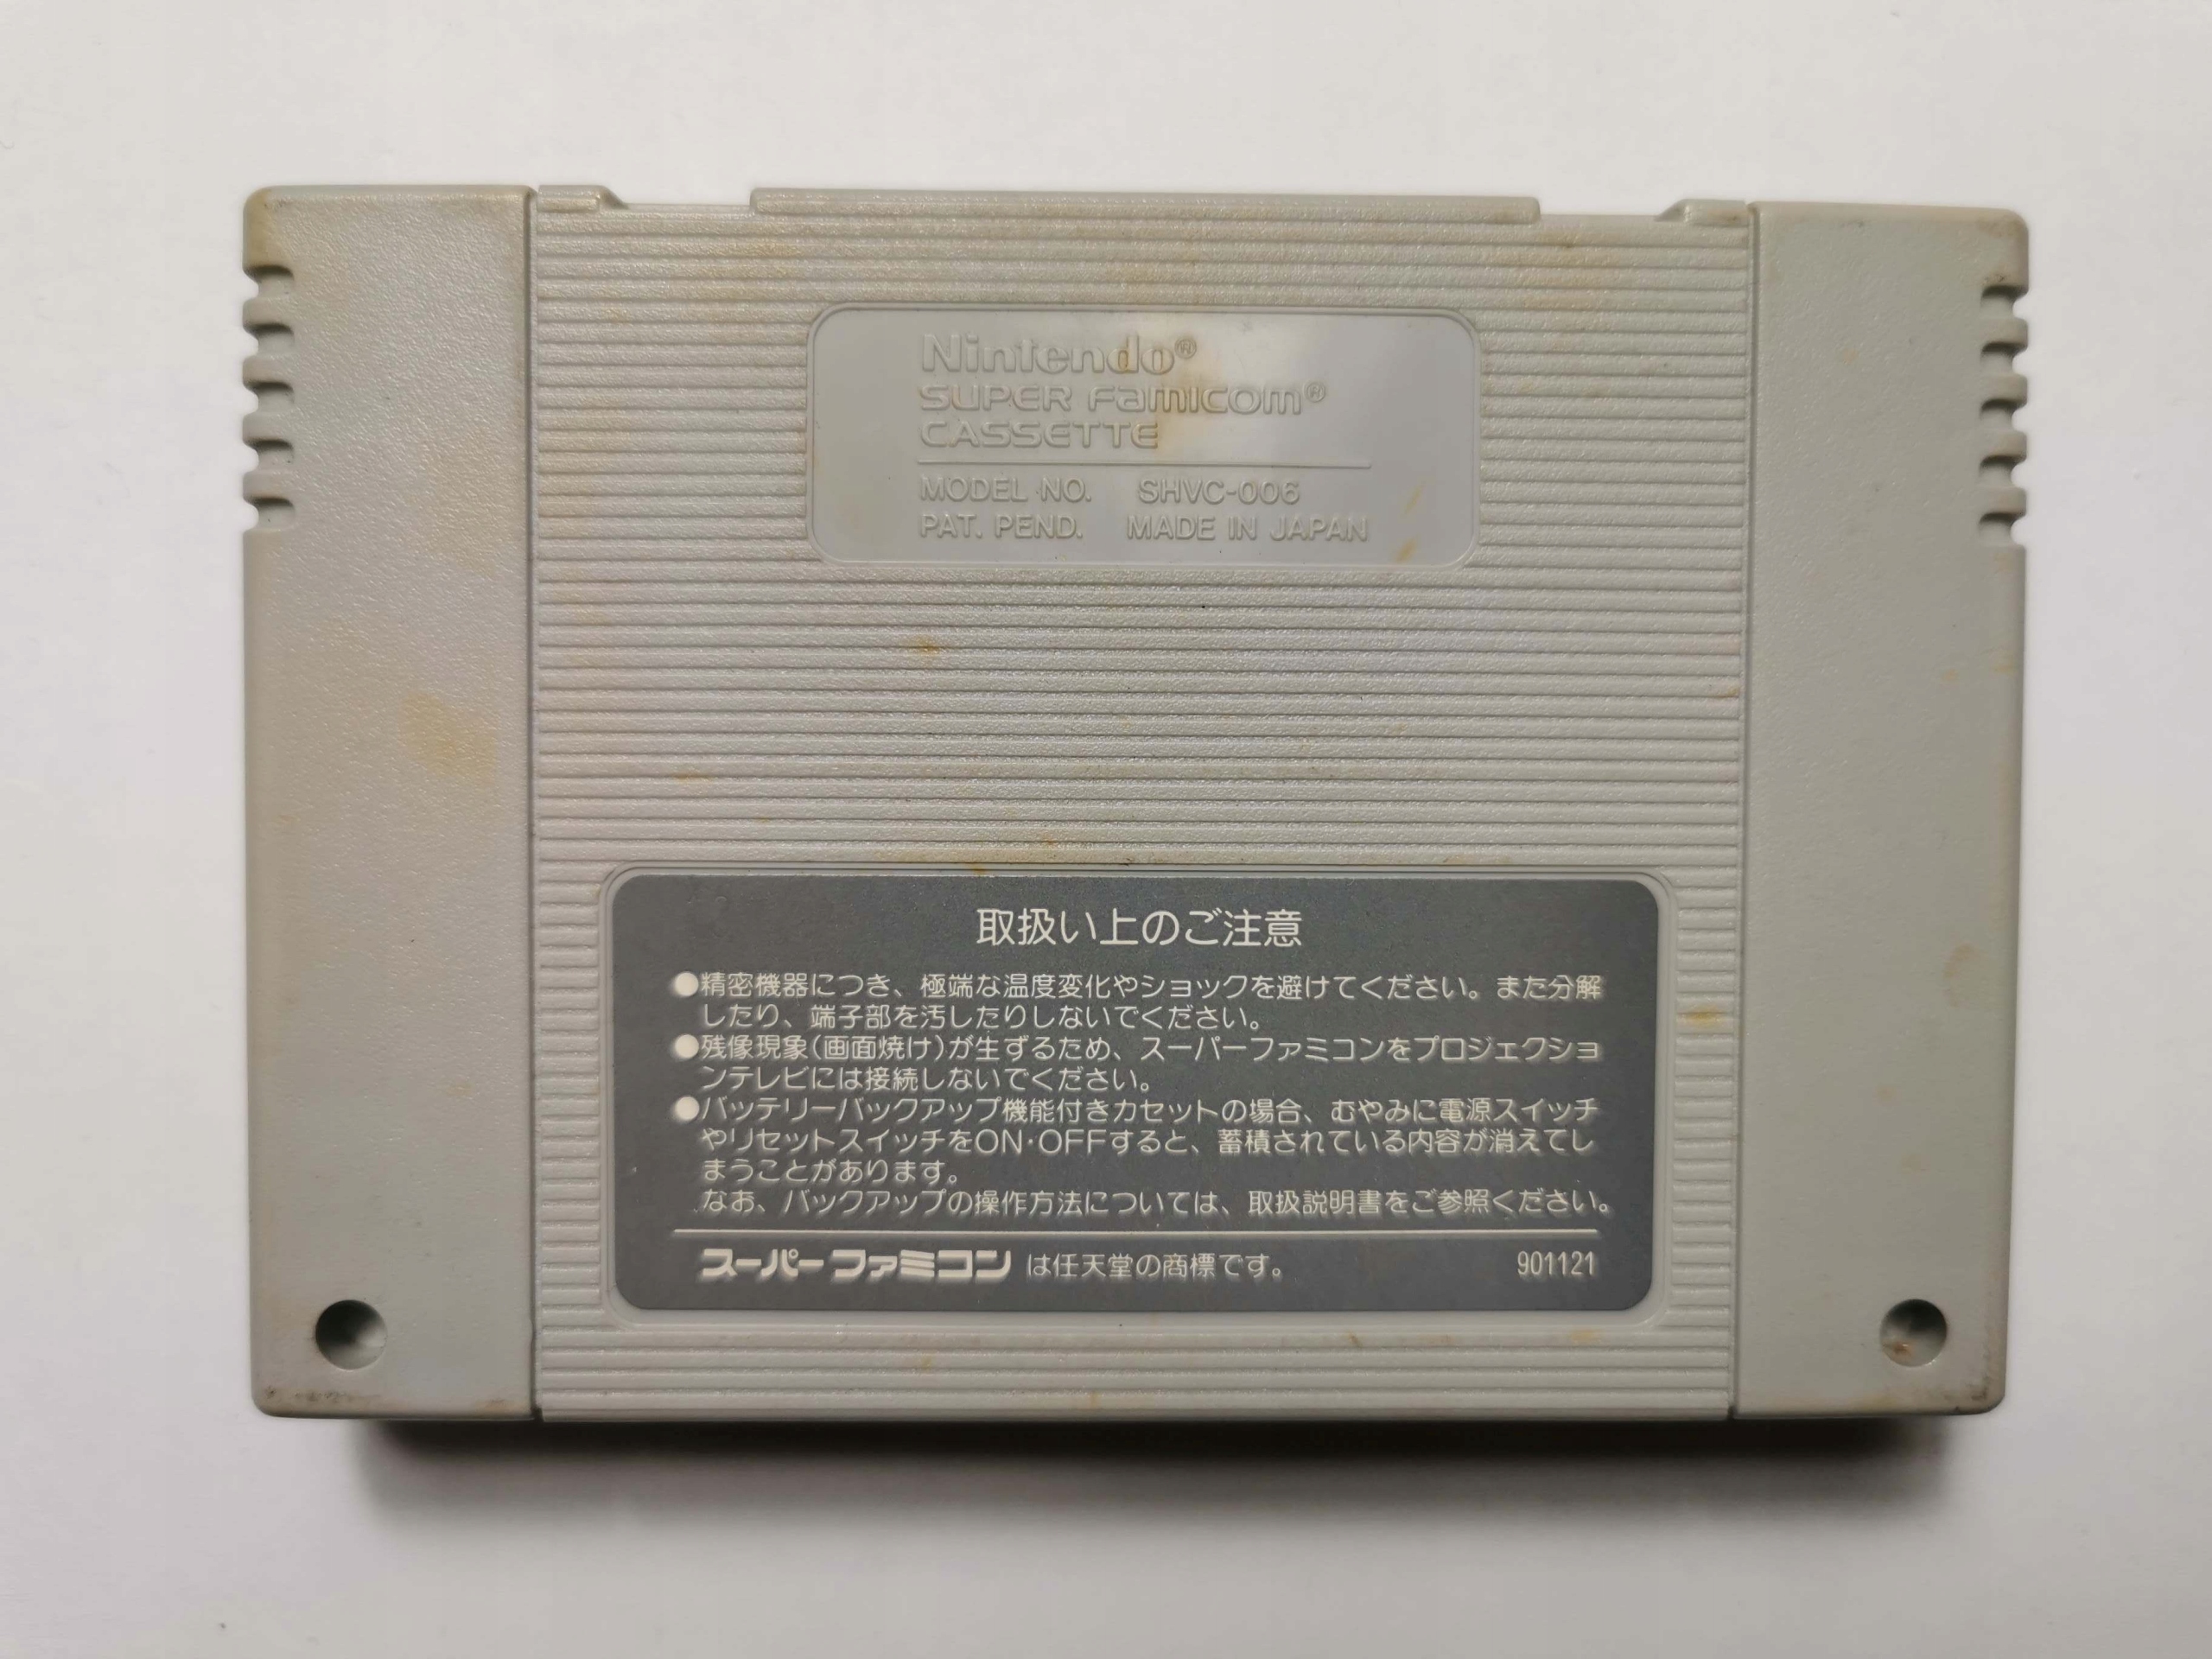 Nintendo®
SUPER Famicom®
CASSETTE
MODEL NO. SHVC-006
PAT. PEND. MADE IN JAPAN
取扱い上のご注意
●精密機器につき、極端な温度変化やショックを避けてください。また分解
したり、端子部を汚したりしないでください。
●残像現象(画面焼け)が生ずるため、スーパーファミコンをプロジェクショ
ンテレビには接続しないでください。
●バッテリーバックアップ機能付きカセットの場合、むやみに電源スイッチ
やリセットスイッチをON・OFFすると、蓄積されている内容が消えてし
まうことがあります。
なお、バックアップの操作方法については、取扱説明書をご参照ください。
スーパーファミコン は任天堂の商標です。 901121